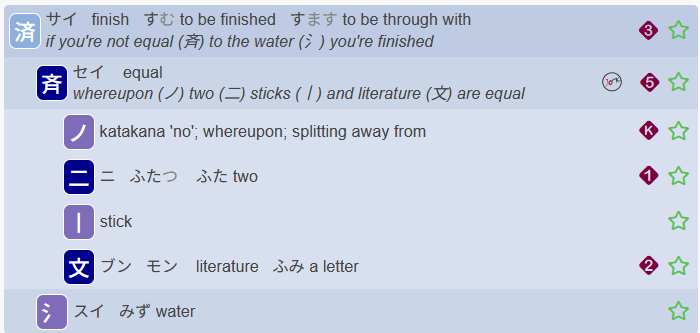 済 サイ finish すむ to be finished すます to be through with 3
if you're not equal (斉) to the water (氵) you're finished
斉 セイ equal 5
whereupon (ノ) two (二) sticks (丨) and literature (文) are equal
ノ katakana 'no'; whereupon; splitting away from K
二 ニ ふたつ ふた two 1
丨 stick
文 ブン モン literature ふみ a letter 2
氵 スイ みず water